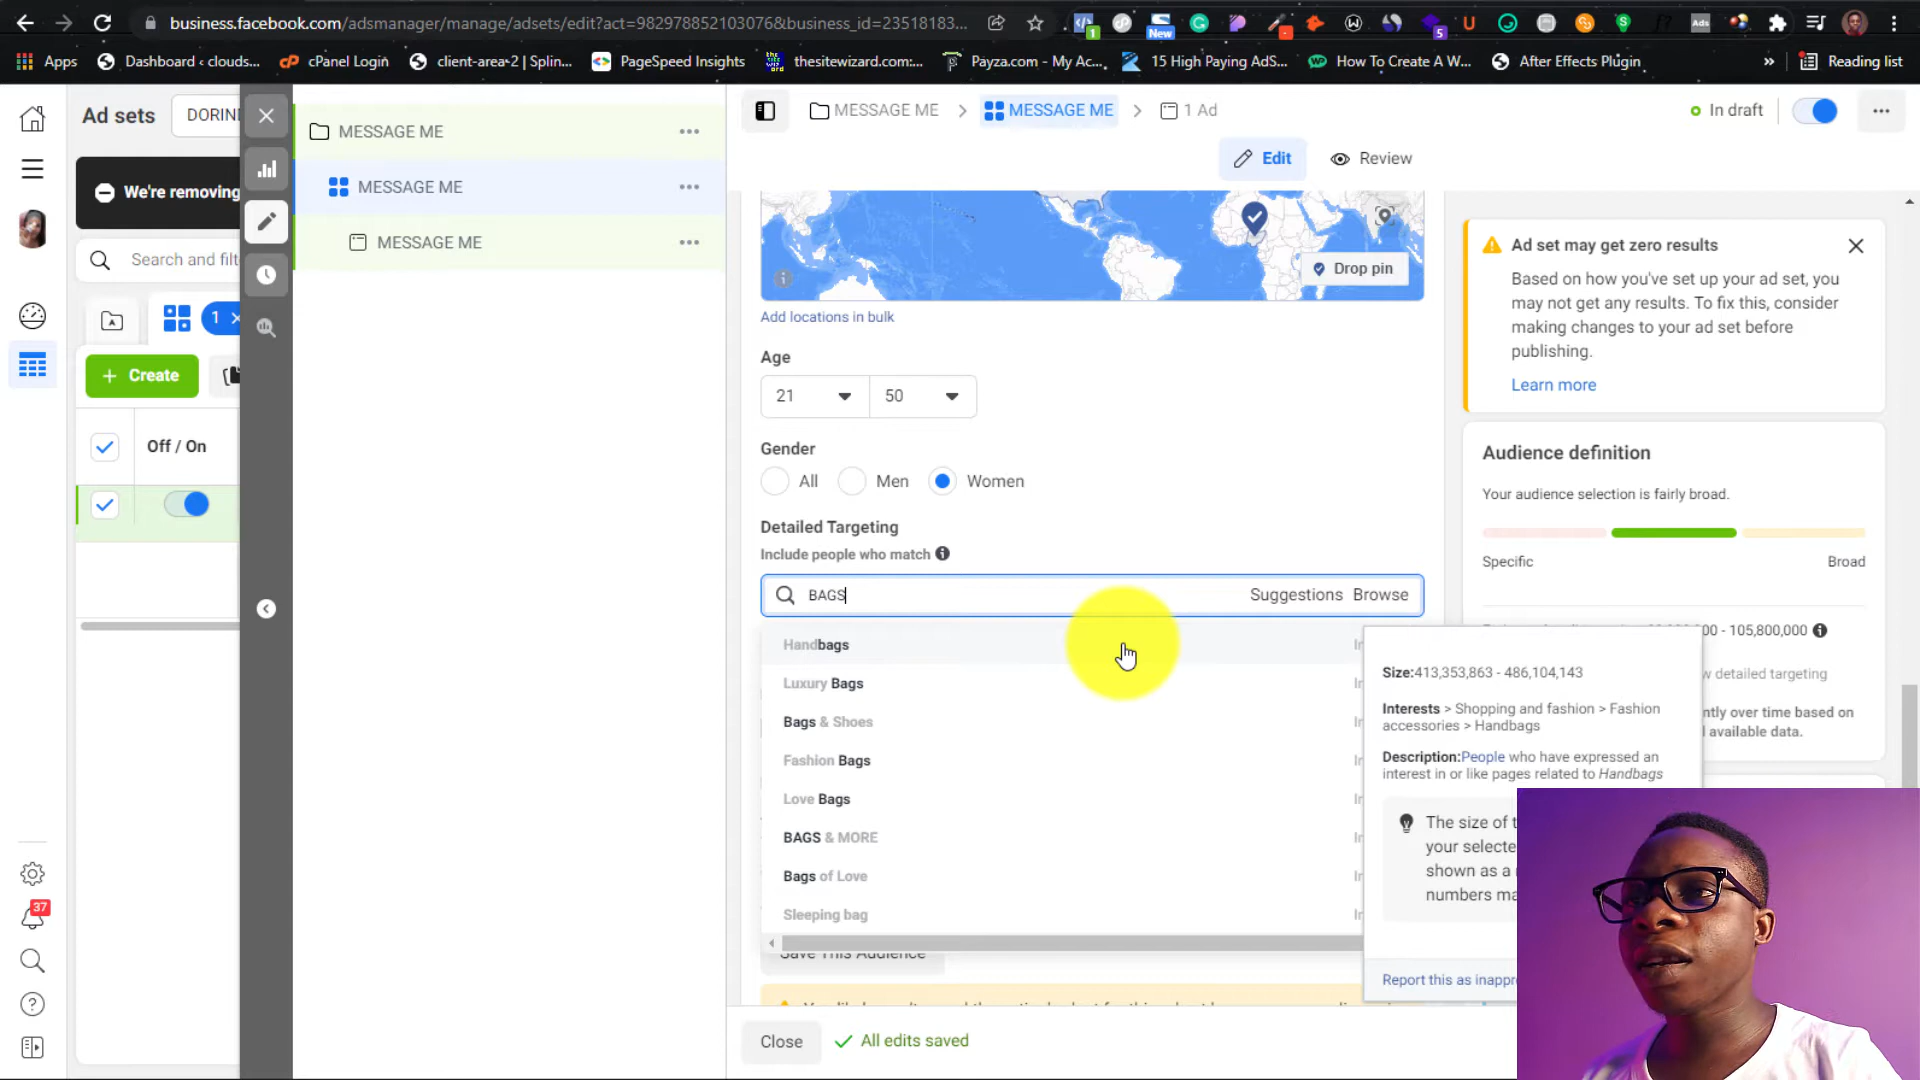 business.facebook.com/adsmanager/manage/adsets/edit?act=982978852103076&business_id=23518183...
New
1
5
Ads
Apps
Dashboard ‹ clouds...
cPanel Login
client-area-2 | Splin...
PageSpeed Insights
thesitewizard.com:...
Payza.com - My Ac...
15 High Paying AdS...
How To Create A W...
After Effects Plugin
»
Reading list
Ad sets
DORIN
We're removing
Search and filt
1 ×
+ Create
Off / On
37
MESSAGE ME
MESSAGE ME
MESSAGE ME
MESSAGE ME > MESSAGE ME > 1 Ad
In draft
Edit
Review
Drop pin
Add locations in bulk
Age
21
50
Gender
All
Men
Women
Detailed Targeting
Include people who match
BAGS
Suggestions
Browse
Handbags
Luxury Bags
Bags & Shoes
Fashion Bags
Love Bags
BAGS & MORE
Bags of Love
Sleeping bag
Save This Audience
Close
All edits saved
Ad set may get zero results
Based on how you've set up your ad set, you
may not get any results. To fix this, consider
making changes to your ad set before
publishing.
Learn more
Audience definition
Your audience selection is fairly broad.
Specific
Broad
- 105,800,000
detailed targeting
ntly over time based on
available data.
Size:413,353,863 - 486,104,143
Interests > Shopping and fashion > Fashion
accessories > Handbags
Description:People who have expressed an
interest in or like pages related to Handbags
The size of t
your selecte
shown as a
numbers ma
Report this as inappr